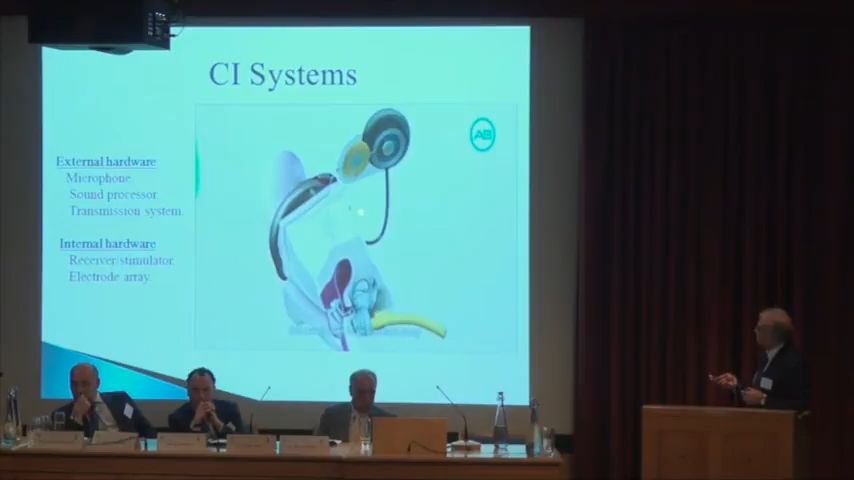 CI Systems
AB
External hardware
Microphone
Sound processor
Transmission system.
Internal hardware
Receiver stimulator
Electrode array.